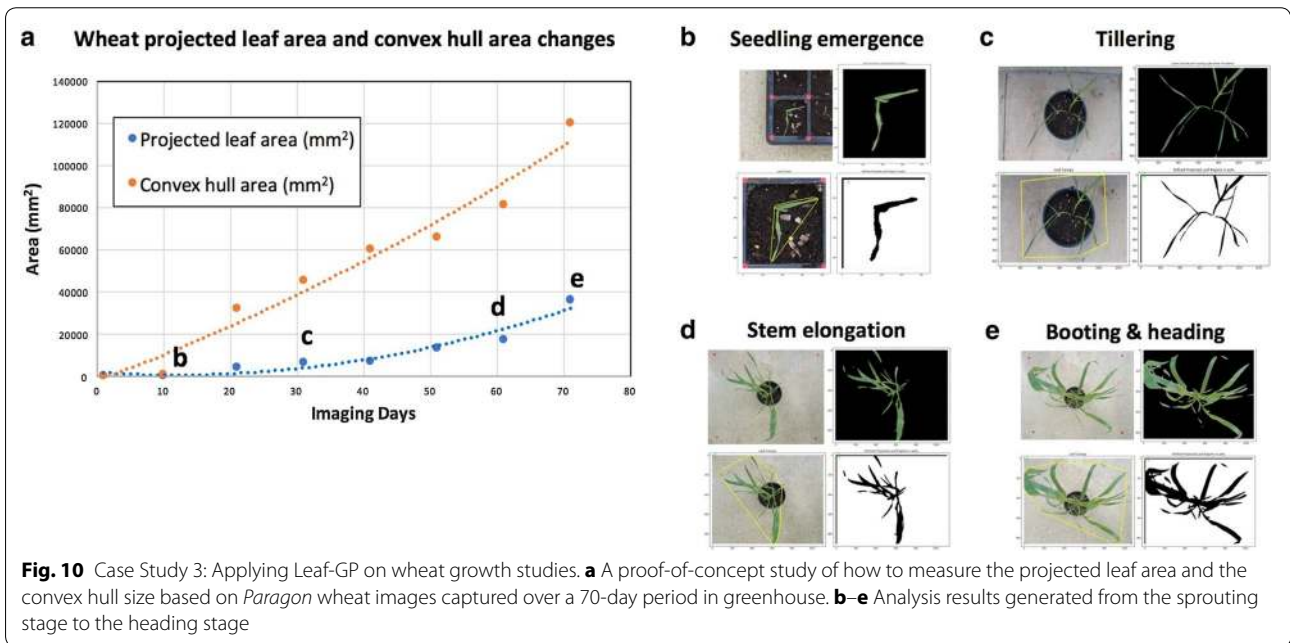 a Wheat projected leaf area and convex hull area changes
140000
120000
100000
80000
60000
40000
20000
0
Area (mm²)
Projected leaf area (mm²)
Convex hull area (mm²)
b
c
d
e
0 10 20 30 40 50 60 70 80
Imaging Days
b Seedling emergence
c Tillering
d Stem elongation
e Booting & heading
Fig. 10 Case Study 3: Applying Leaf-GP on wheat growth studies. a A proof-of-concept study of how to measure the projected leaf area and the
convex hull size based on Paragon wheat images captured over a 70-day period in greenhouse. b–e Analysis results generated from the sprouting
stage to the heading stage